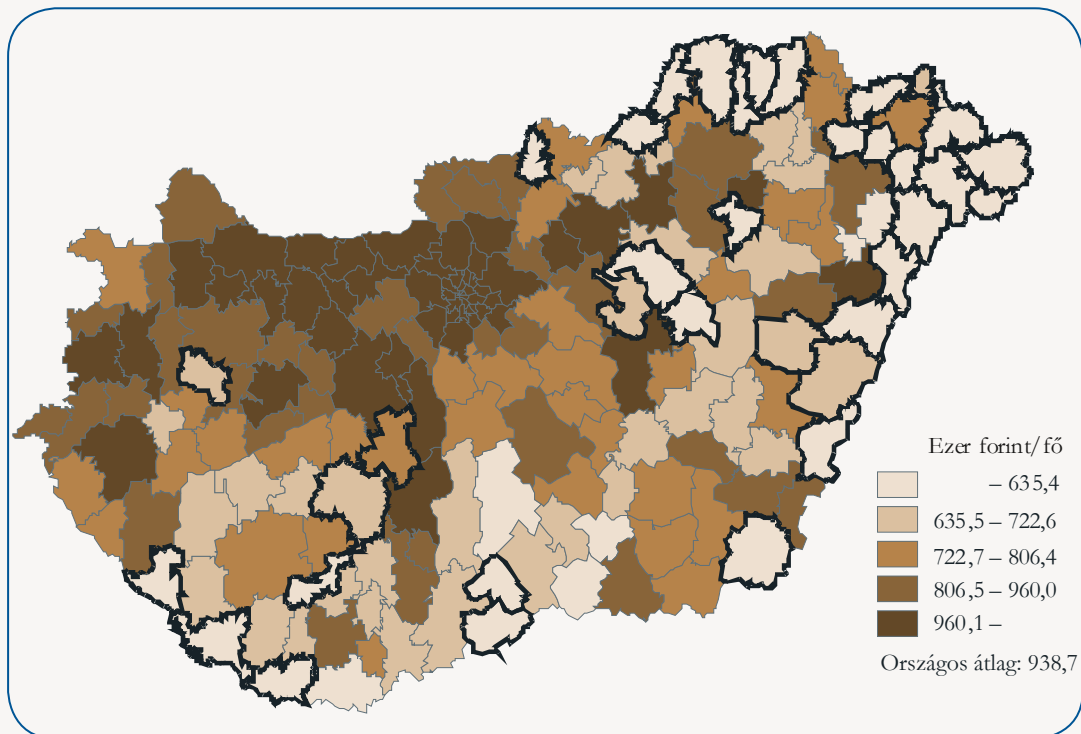 Ezer forint/fő
– 635,4
635,5 – 722,6
722,7 – 806,4
806,5 – 960,0
960,1 –
Országos átlag: 938,7